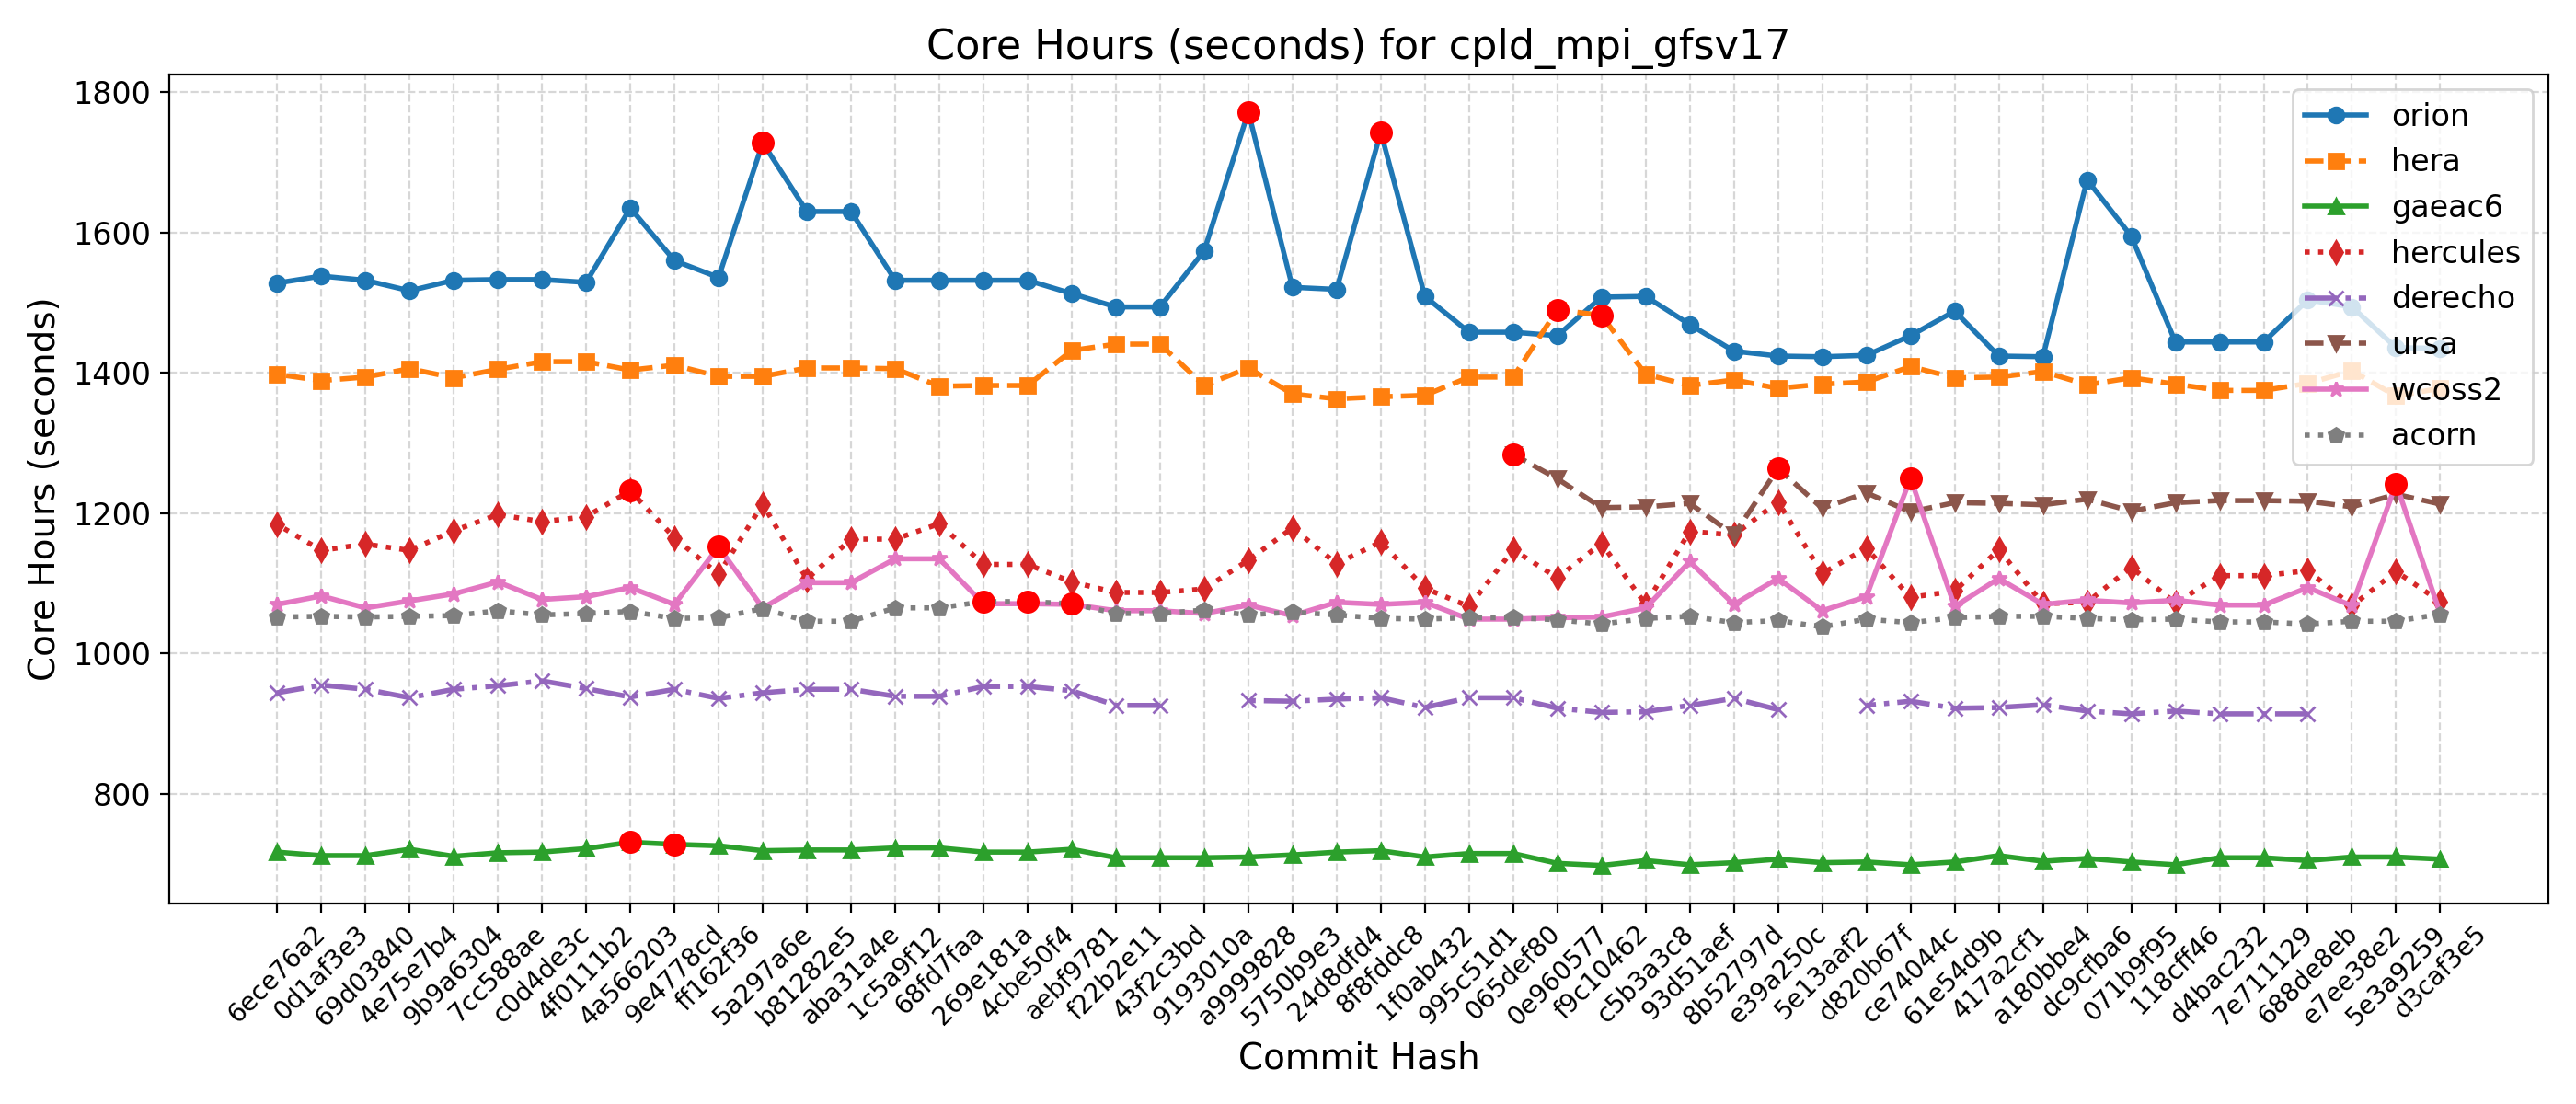 Core Hours (seconds) for cpld_mpi_gfsv17
Core Hours (seconds)
1800
1600
1400
1200
1000
800
orion
hera
gaeac6
hercules
derecho
ursa
wcoss2
acorn
6ece76a2
0d1af3e3
69d03840
4e75e7b4
9b9a6304
7cc588ae
c0d4de3c
4f0111b2
4a566203
9e4778cd
ff162f36
5a297a6e
b81282e5
aba31a4e
1c5a9f12
68fd7faa
269e181a
4cbe50f4
aebf9781
f22b2e11
43f2c3bd
9193010a
a9999828
5750b9e3
24d8dfd4
8f8fddc8
1f0ab432
995c51d1
065def80
0e960577
f9c10462
c5b3a3c8
93d51aef
8b52797d
e39a250c
5e13aaf2
d820b67f
ce74044c
61e54d9b
417a2cf1
a180bbe4
dc9cfba6
071b9f95
118cff46
d4bac232
7e711129
688de8eb
e7ee38e2
5e3a9259
d3caf3e5
Commit Hash